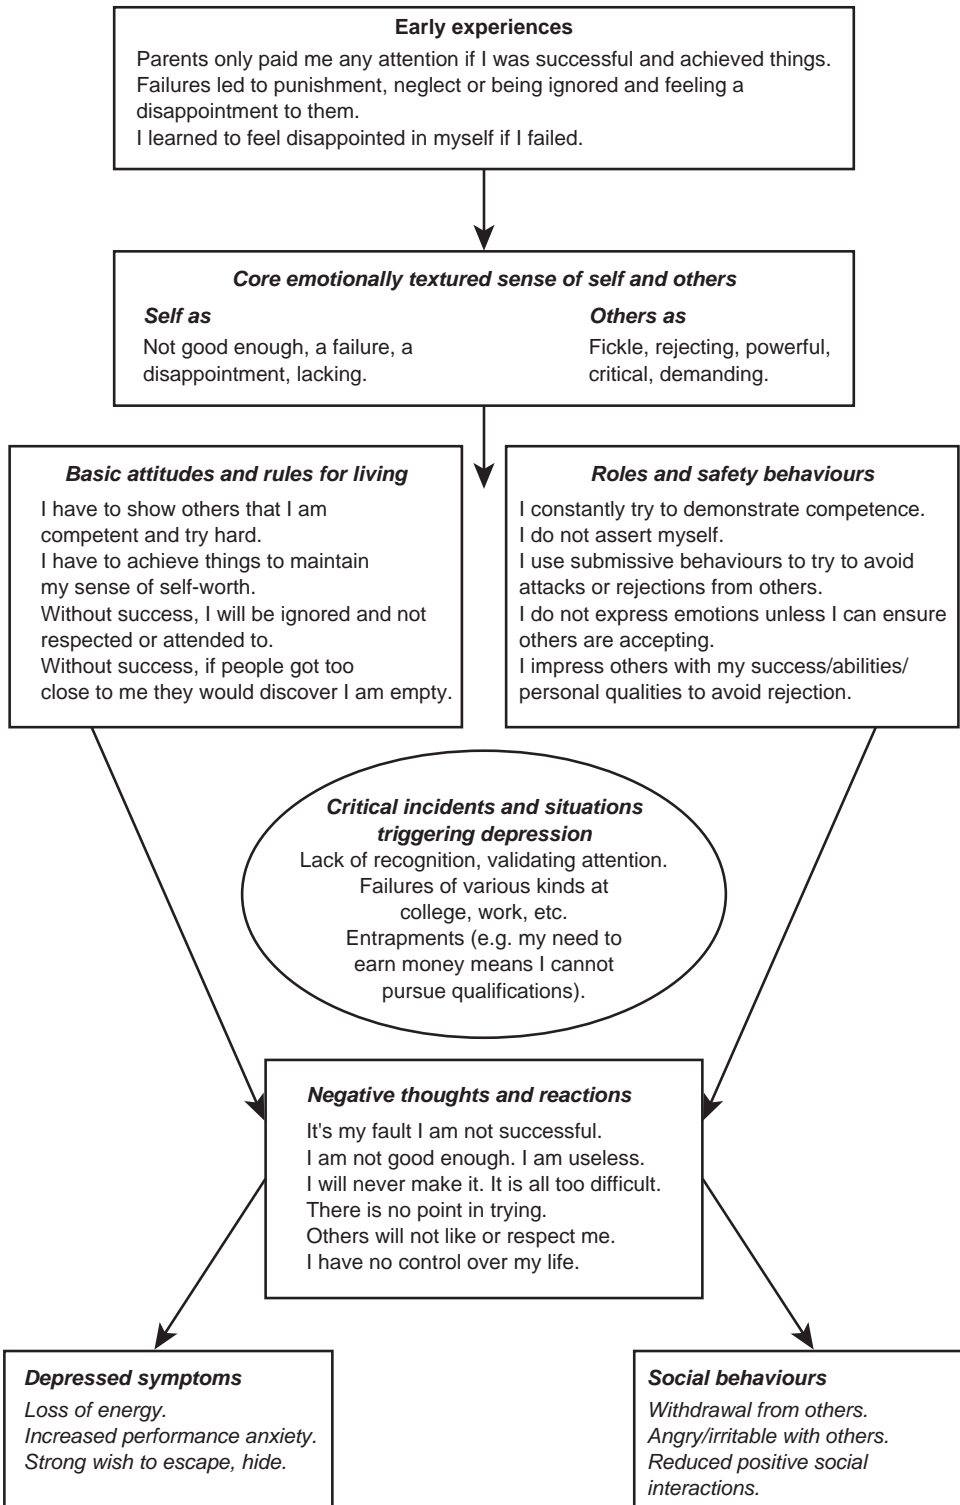 Early experiences
Parents only paid me any attention if I was successful and achieved things.
Failures led to punishment, neglect or being ignored and feeling a
disappointment to them.
I learned to feel disappointed in myself if I failed.
Core emotionally textured sense of self and others
Self as
Not good enough, a failure, a
disappointment, lacking.
Others as
Fickle, rejecting, powerful,
critical, demanding.
Basic attitudes and rules for living
I have to show others that I am
competent and try hard.
I have to achieve things to maintain
my sense of self-worth.
Without success, I will be ignored and not
respected or attended to.
Without success, if people got too
close to me they would discover I am empty.
Roles and safety behaviours
I constantly try to demonstrate competence.
I do not assert myself.
I use submissive behaviours to try to avoid
attacks or rejections from others.
I do not express emotions unless I can ensure
others are accepting.
I impress others with my success/abilities/
personal qualities to avoid rejection.
Critical incidents and situations
triggering depression
Lack of recognition, validating attention.
Failures of various kinds at
college, work, etc.
Entrapments (e.g. my need to
earn money means I cannot
pursue qualifications).
Negative thoughts and reactions
It's my fault I am not successful.
I am not good enough. I am useless.
I will never make it. It is all too difficult.
There is no point in trying.
Others will not like or respect me.
I have no control over my life.
Depressed symptoms
Loss of energy.
Increased performance anxiety.
Strong wish to escape, hide.
Social behaviours
Withdrawal from others.
Angry/irritable with others.
Reduced positive social
interactions.